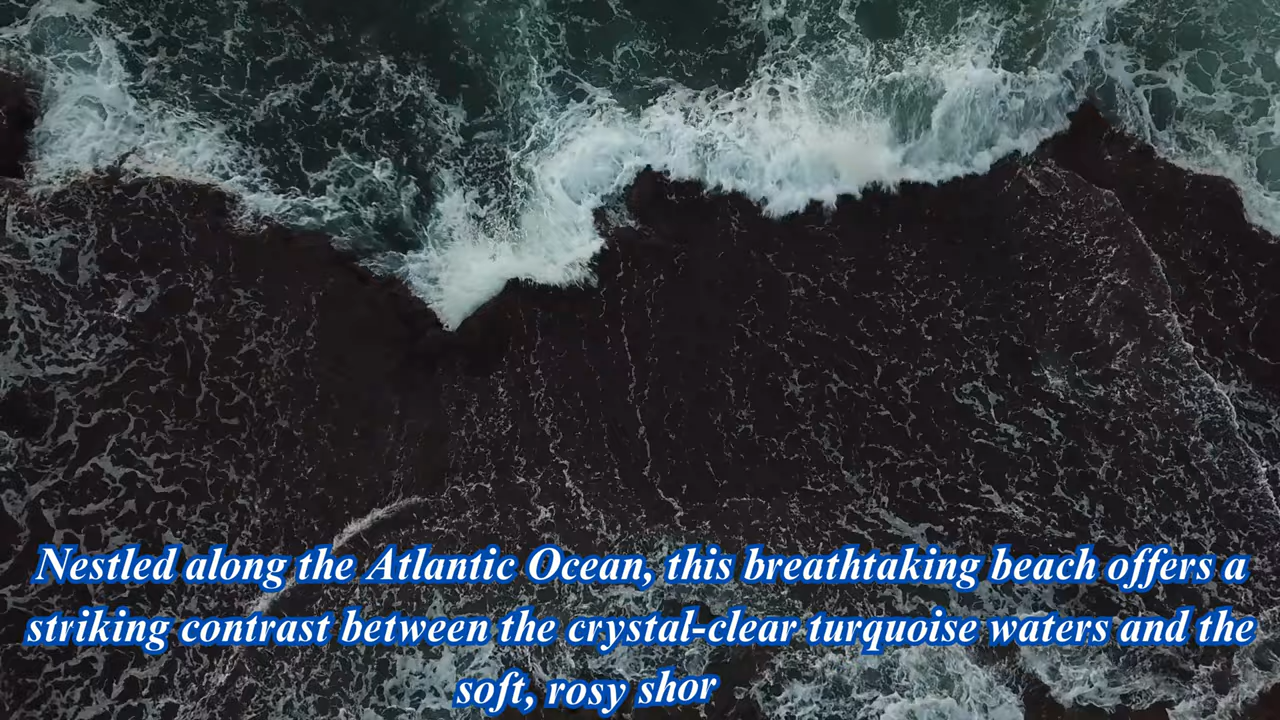 Nestled along the Atlantic Ocean, this breathtaking beach offers a
striking contrast between the crystal-clear turquoise waters and the
soft, rosy shor